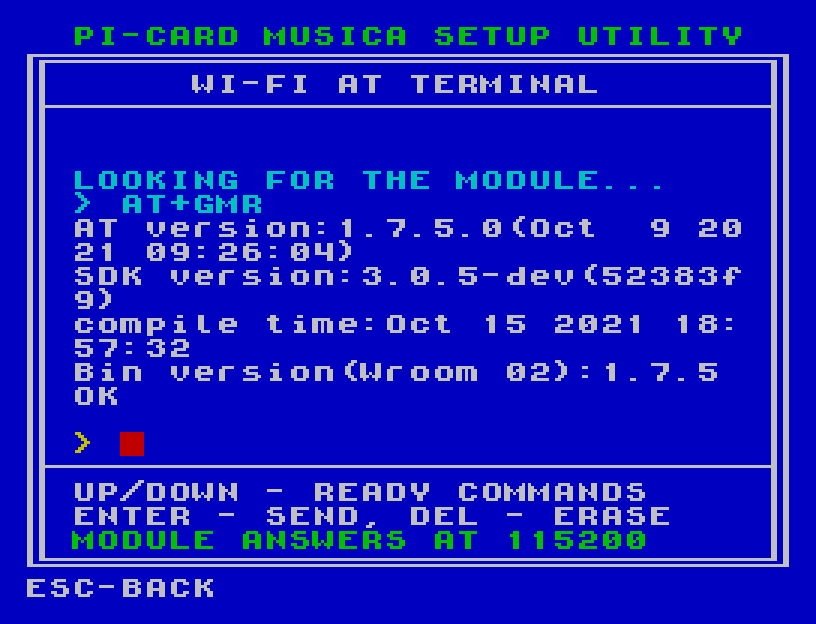 PI-CARD MUSICA SETUP UTILITY
WI-FI AT TERMINAL
LOOKING FOR THE MODULE...
> AT+GMR
AT version:1.7.5.0(Oct  9 20
21 09:26:04)
SDK version:3.0.5-dev(52383f
9)
compile time:Oct 15 2021 18:
57:32
Bin version(Wroom 02):1.7.5
OK
>
UP/DOWN - READY COMMANDS
ENTER - SEND, DEL - ERASE
MODULE ANSWERS AT 115200
ESC-BACK